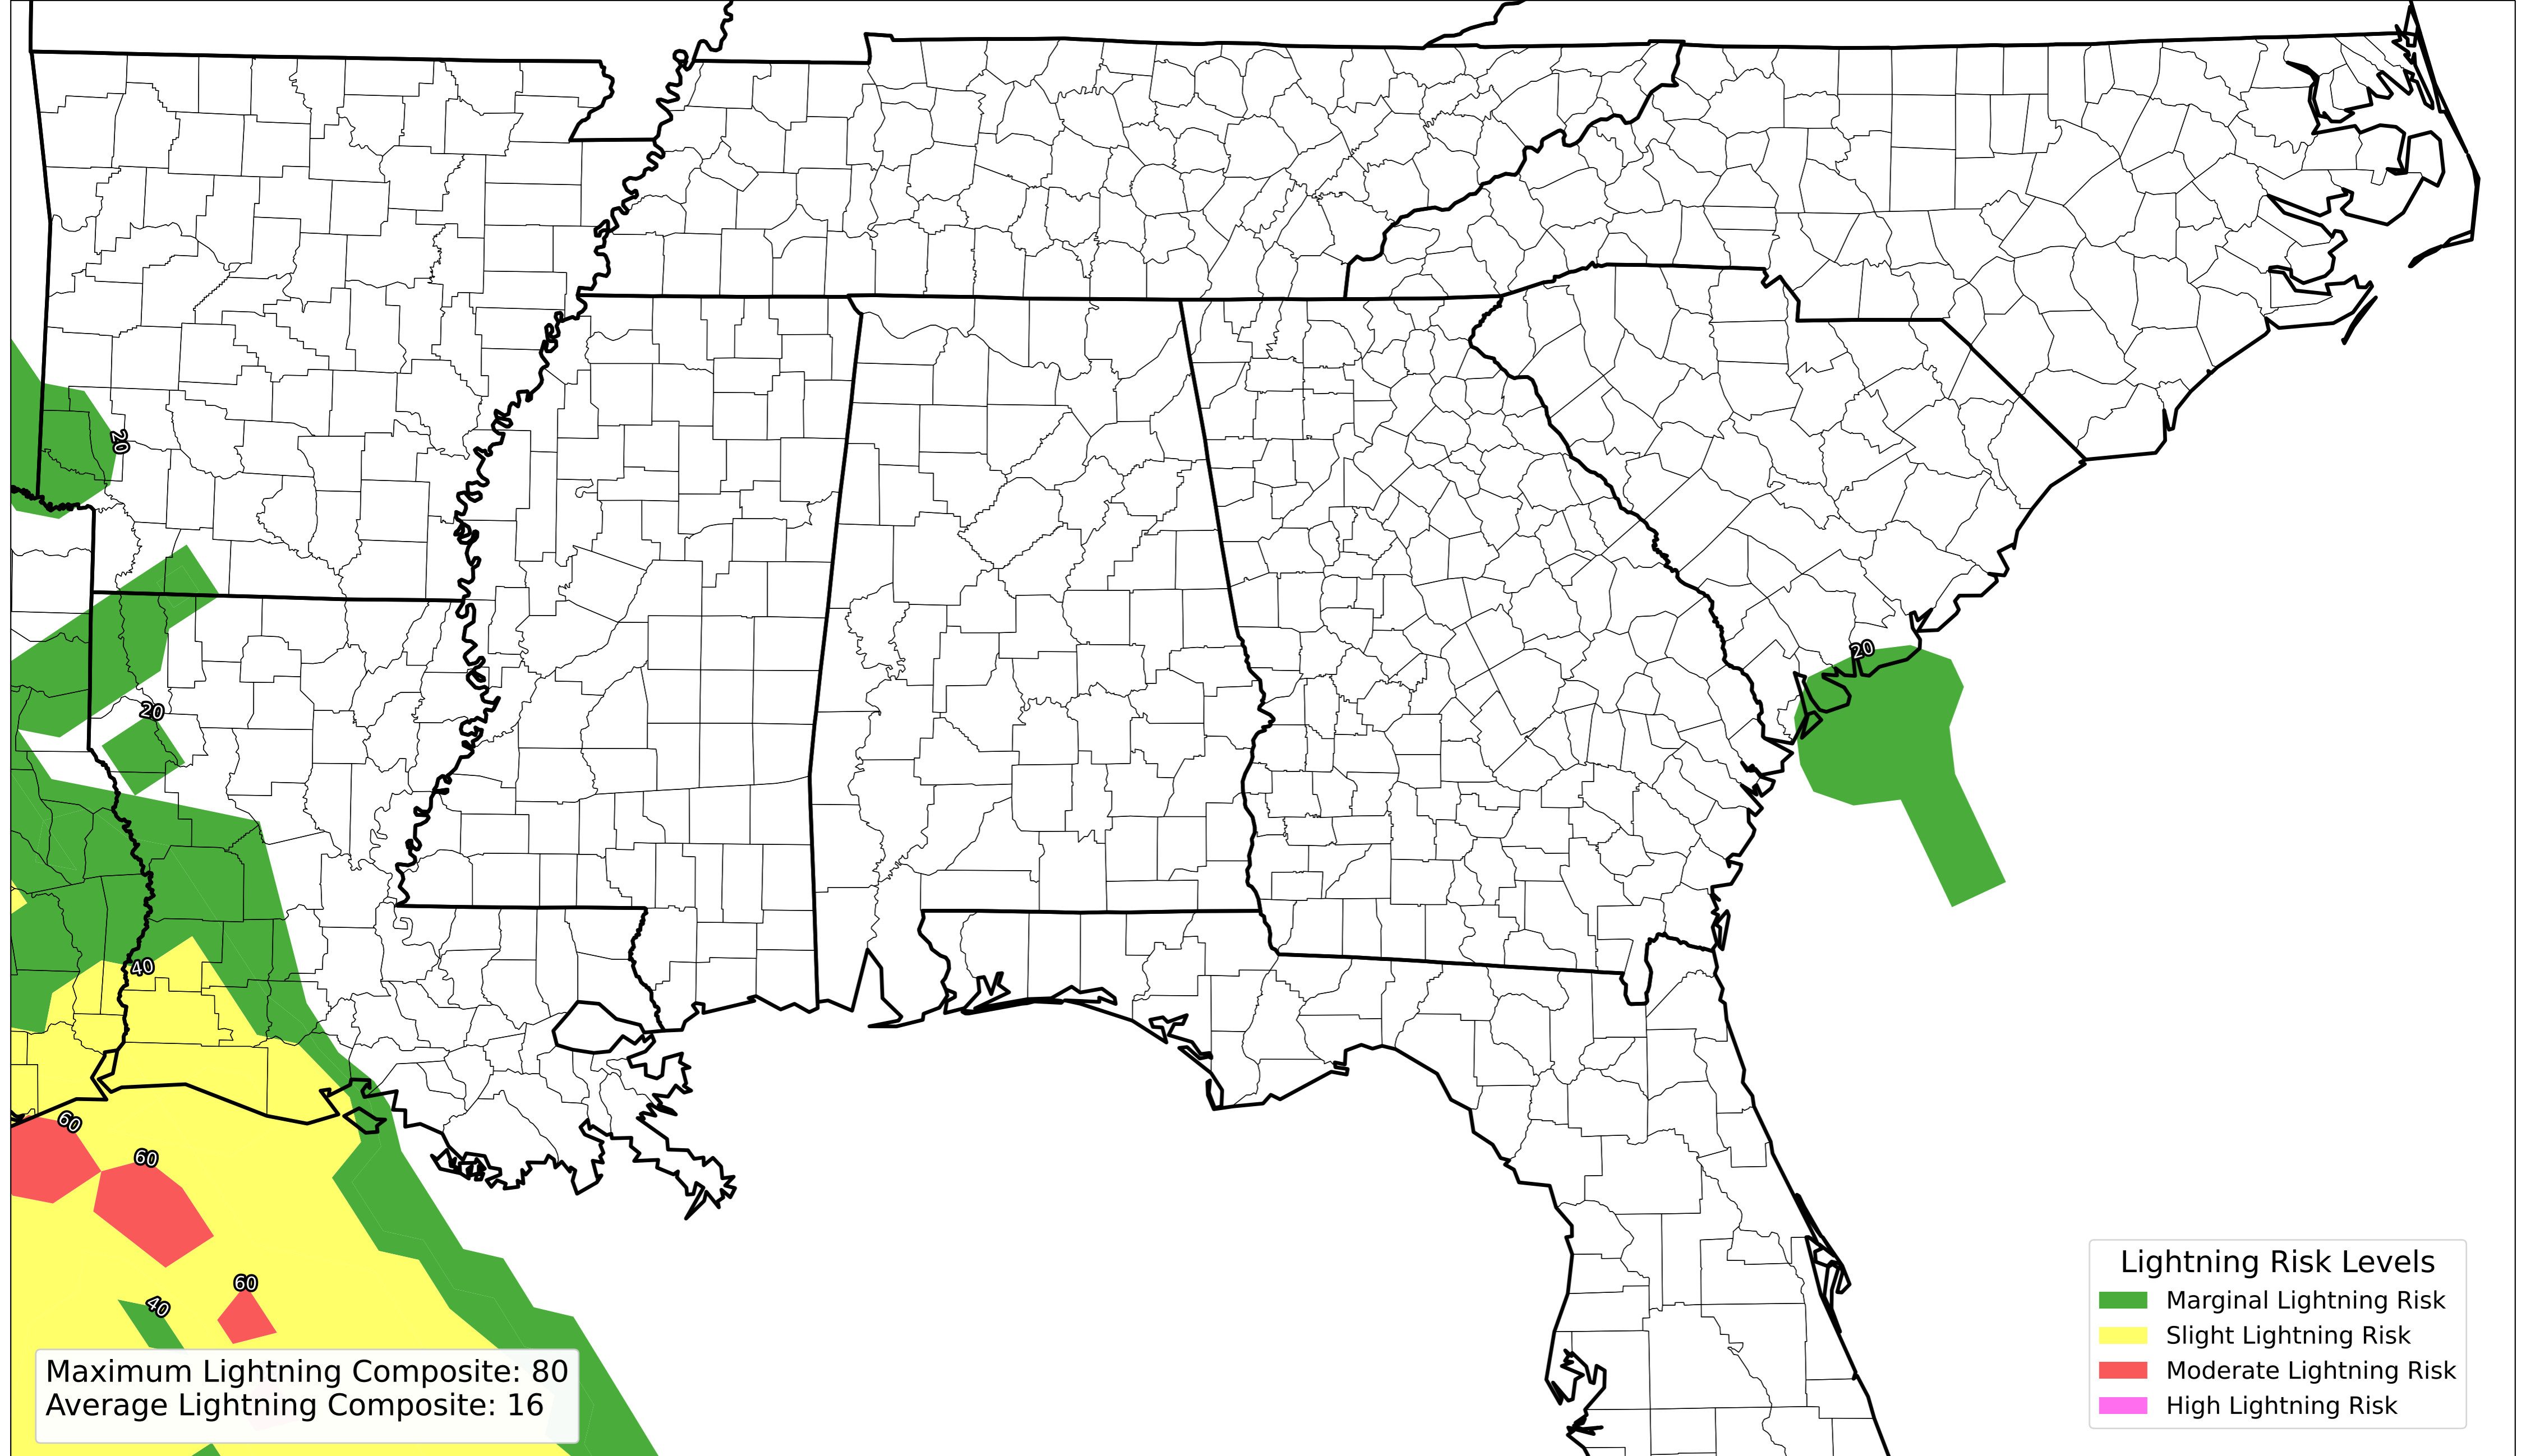 20
20
20
40
60
60
60
40
Maximum Lightning Composite: 80
Average Lightning Composite: 16
Lightning Risk Levels
Marginal Lightning Risk
Slight Lightning Risk
Moderate Lightning Risk
High Lightning Risk